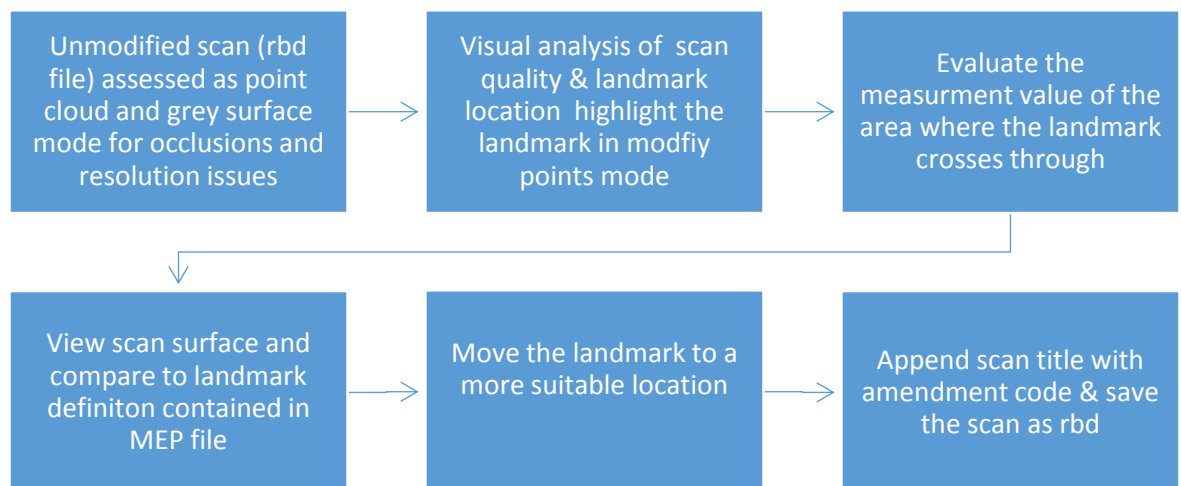 Unmodified scan (rbd
file) assessed as point
cloud and grey surface
mode for occlusions and
resolution issues
Visual analysis of  scan
quality & landmark
location  highlight the
landmark in modfiy
points mode
Evaluate the
measurment value of the
area where the landmark
crosses through
View scan surface and
compare to landmark
definiton contained in
MEP file
Move the landmark to a
more suitable location
Append scan title with
amendment code & save
the scan as rbd